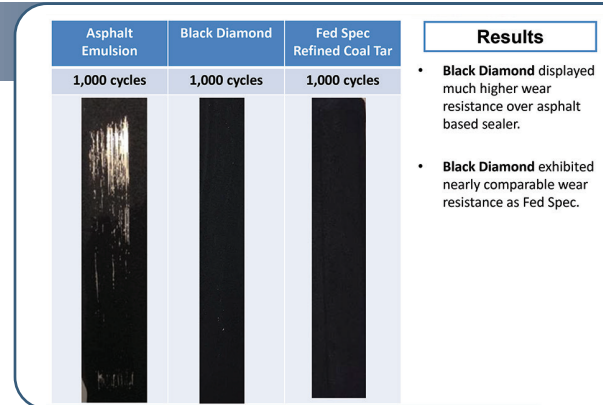 Asphalt
Emulsion
Black Diamond
Fed Spec
Refined Coal Tar
1,000 cycles
1,000 cycles
1,000 cycles
Results
• Black Diamond displayed
much higher wear
resistance over asphalt
based sealer.
• Black Diamond exhibited
nearly comparable wear
resistance as Fed Spec.